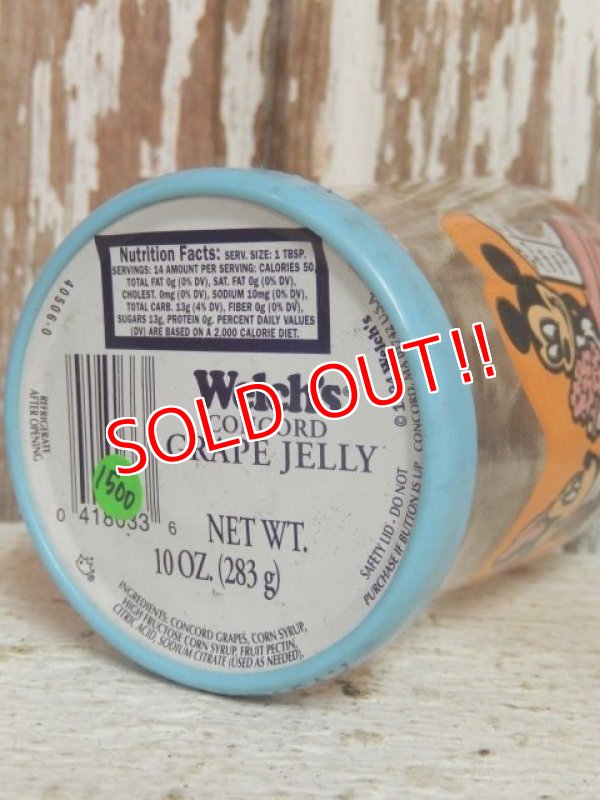 Nutrition Facts: SERV. SIZE: 1 TBSP.
SERVINGS: 14 AMOUNT PER SERVING: CALORIES 50,
TOTAL FAT 0g (0% DV), SAT. FAT 0g (0% DV),
CHOLEST. 0mg (0% DV), SODIUM 10mg (0% DV),
TOTAL CARB. 13g (4% DV), FIBER 0g (0% DV),
SUGARS 13g, PROTEIN 0g. PERCENT DAILY VALUES
(DV) ARE BASED ON A 2,000 CALORIE DIET.
40506-0
REFRIGERATE
AFTER OPENING
Welch's®
CONCORD
GRAPE JELLY
SOLD OUT!!
1500
0 6
NET WT.
10 OZ. (283 g)
INGREDIENTS: CONCORD GRAPES, CORN SYRUP,
HIGH FRUCTOSE CORN SYRUP, FRUIT PECTIN,
CITRIC ACID, SODIUM CITRATE (USED AS NEEDED).
SAFETY LID - DO NOT
PURCHASE IF BUTTON IS UP
Welch's
CONCORD, USA